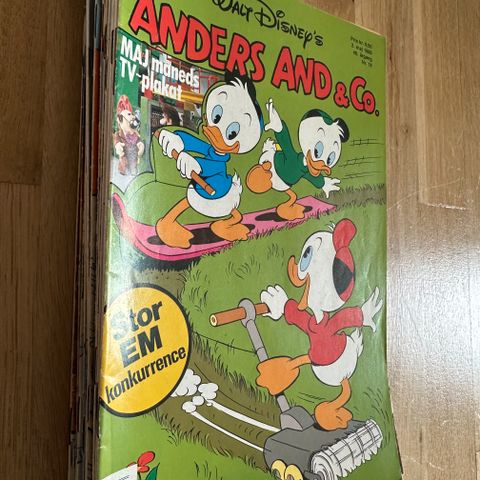 WALT DISNEY'S
ANDERS AND & Co.
MAJ måneds
TV-plakat
Stor
EM
konkurrence